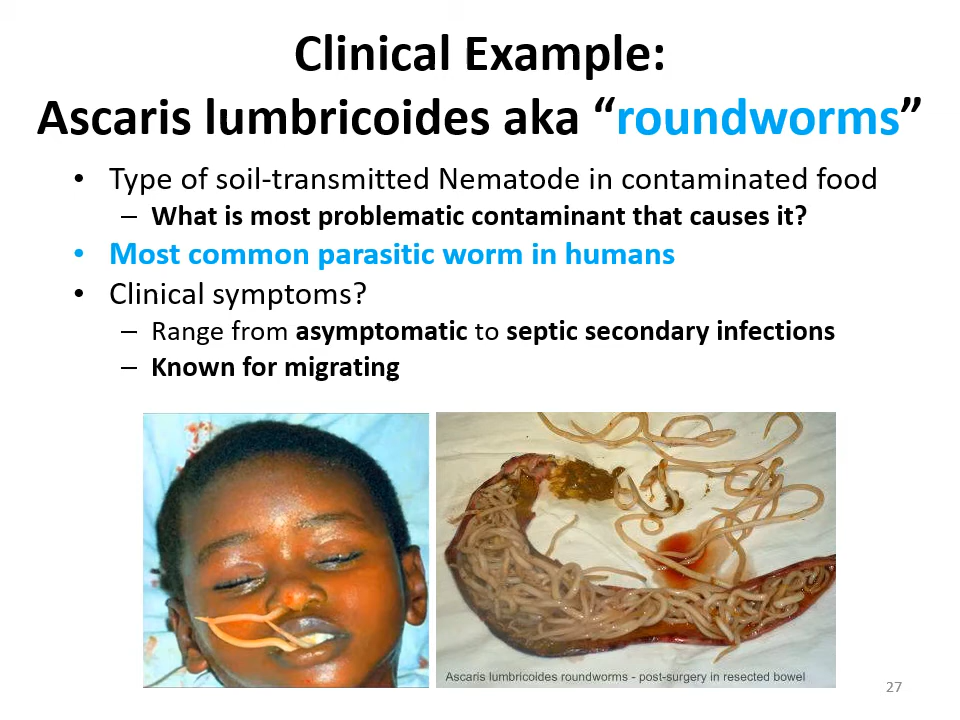 Clinical Example:
Ascaris lumbricoides aka “roundworms”
• Type of soil-transmitted Nematode in contaminated food
– What is most problematic contaminant that causes it?
• Most common parasitic worm in humans
• Clinical symptoms?
– Range from asymptomatic to septic secondary infections
– Known for migrating
Ascaris lumbricoides roundworms - post-surgery in resected bowel
27